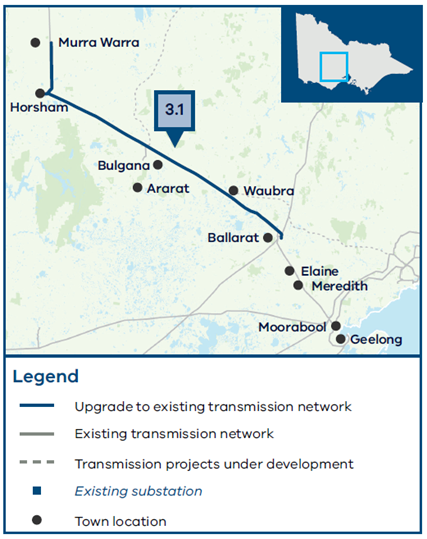 Murra Warra
Horsham
3.1
Bulgana
Ararat
Waubra
Ballarat
Elaine
Meredith
Moorabool
Geelong
Legend
Upgrade to existing transmission network
Existing transmission network
Transmission projects under development
Existing substation
Town location